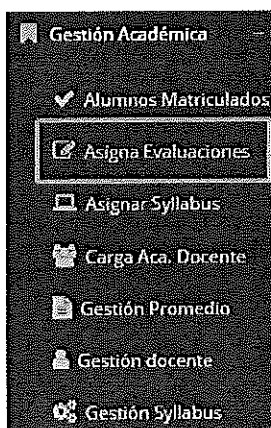 Gestión Académica
Alumnos Matriculados
Asigna Evaluaciones
Asignar Syllabus
Carga Aca. Docente
Gestión Promedio
Gestión docente
Gestión Syllabus